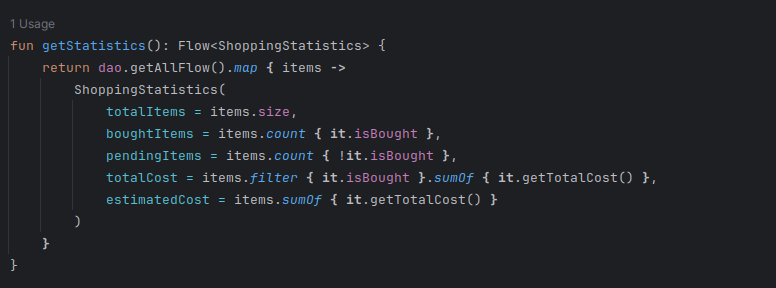 1 Usage
fun getStatistics(): Flow<ShoppingStatistics> {
    return dao.getAllFlow().map { items ->
        ShoppingStatistics(
            totalItems = items.size,
            boughtItems = items.count { it.isBought },
            pendingItems = items.count { !it.isBought },
            totalCost = items.filter { it.isBought }.sumOf { it.getTotalCost() },
            estimatedCost = items.sumOf { it.getTotalCost() }
        )
    }
}